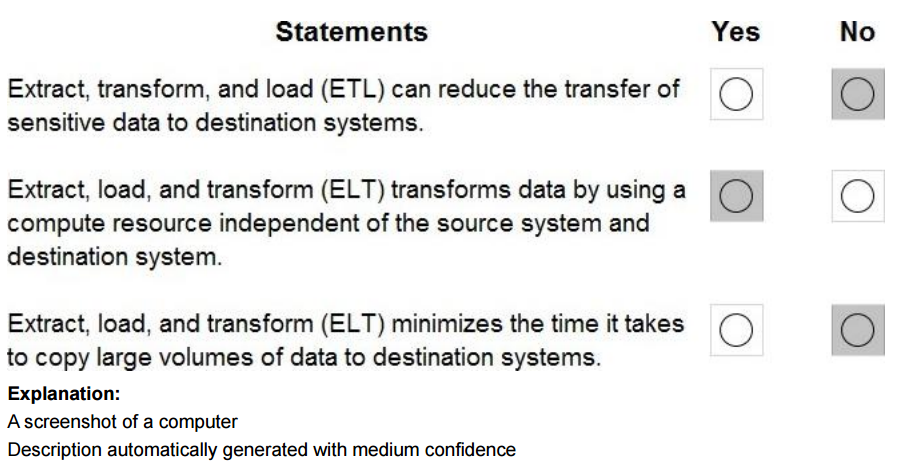 Statements Yes No
Extract, transform, and load (ETL) can reduce the transfer of
sensitive data to destination systems.
Extract, load, and transform (ELT) transforms data by using a
compute resource independent of the source system and
destination system.
Extract, load, and transform (ELT) minimizes the time it takes
to copy large volumes of data to destination systems.
Explanation:
A screenshot of a computer
Description automatically generated with medium confidence